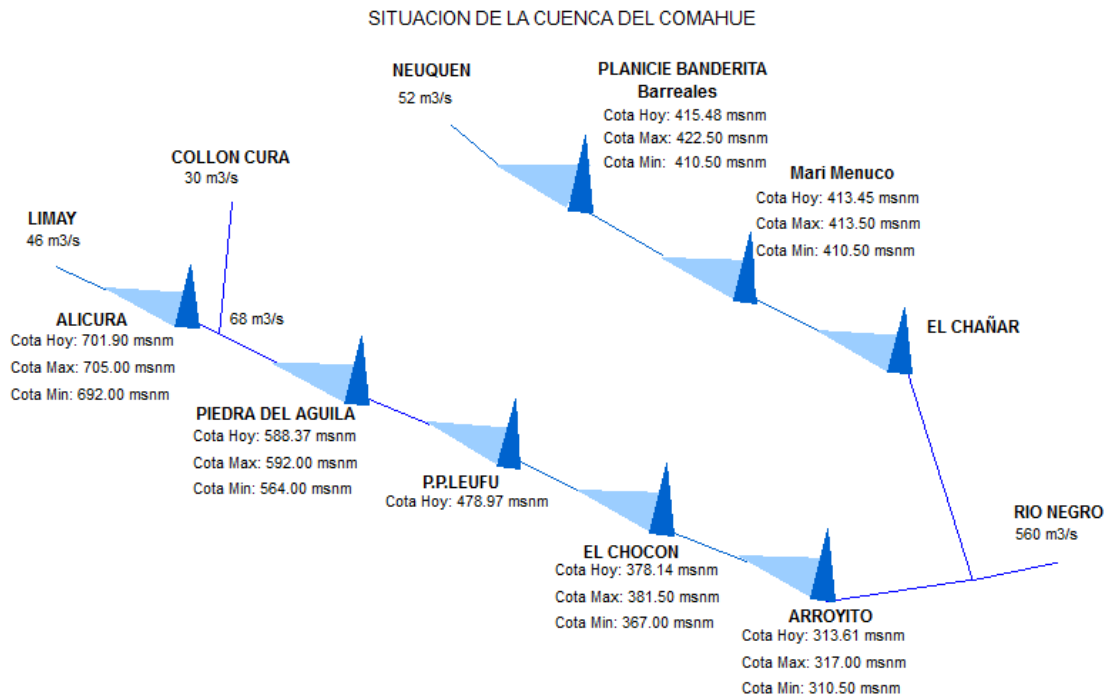 SITUACION DE LA CUENCA DEL COMAHUE
NEUQUEN
52 m3/s
PLANICIE BANDERITA
Barreales
Cota Hoy: 415.48 msnm
Cota Max: 422.50 msnm
Cota Min: 410.50 msnm
Mari Menuco
Cota Hoy: 413.45 msnm
Cota Max: 413.50 msnm
Cota Min: 410.50 msnm
EL CHAÑAR
COLLON CURA
30 m3/s
LIMAY
46 m3/s
68 m3/s
ALICURA
Cota Hoy: 701.90 msnm
Cota Max: 705.00 msnm
Cota Min: 692.00 msnm
PIEDRA DEL AGUILA
Cota Hoy: 588.37 msnm
Cota Max: 592.00 msnm
Cota Min: 564.00 msnm
P.P.LEUFU
Cota Hoy: 478.97 msnm
EL CHOCON
Cota Hoy: 378.14 msnm
Cota Max: 381.50 msnm
Cota Min: 367.00 msnm
ARROYITO
Cota Hoy: 313.61 msnm
Cota Max: 317.00 msnm
Cota Min: 310.50 msnm
RIO NEGRO
560 m3/s